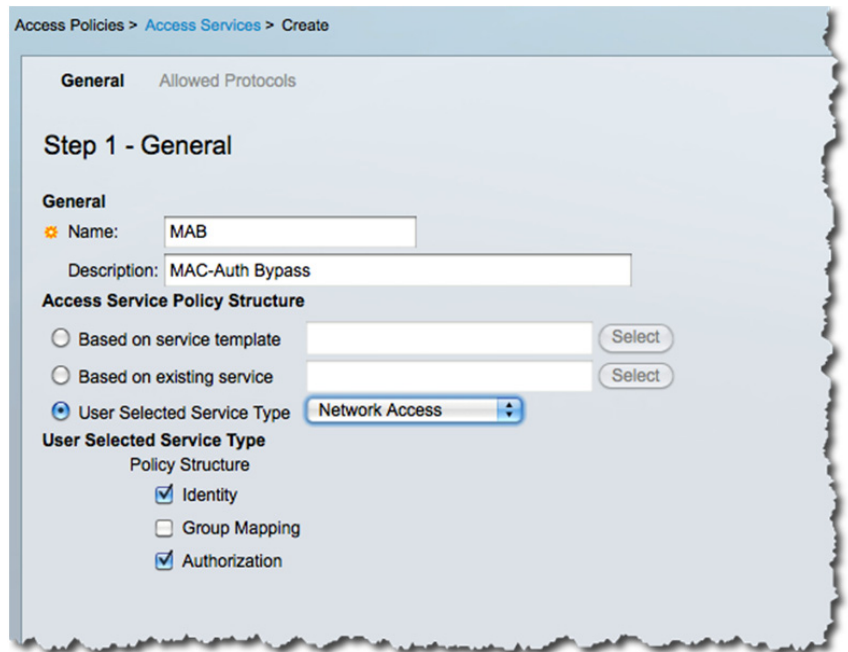 Access Policies > Access Services > Create
General Allowed Protocols
Step 1 - General
General
Name: MAB
Description: MAC-Auth Bypass
Access Service Policy Structure
Based on service template Select
Based on existing service Select
User Selected Service Type Network Access
User Selected Service Type
Policy Structure
Identity
Group Mapping
Authorization